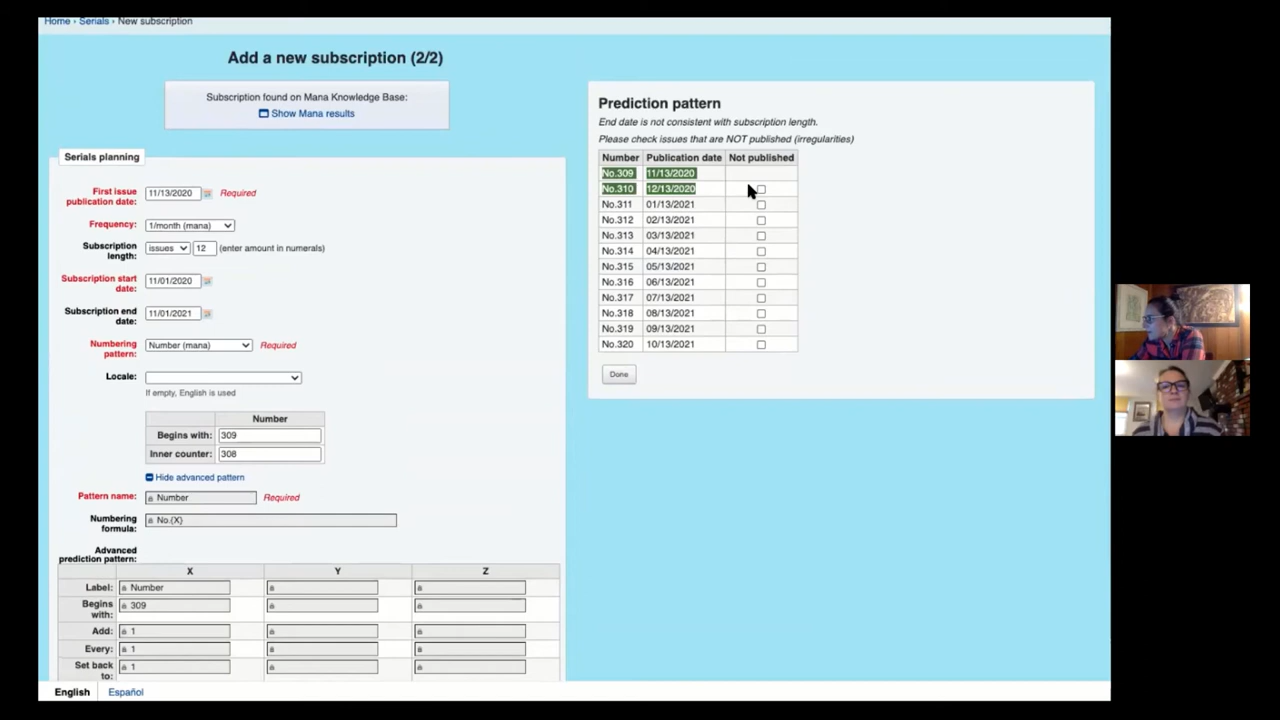 Home › Serials › New subscription
Add a new subscription (2/2)
Subscription found on Mana Knowledge Base:
Show Mana results
Serials planning
First issue publication date: 11/13/2020 Required
Frequency: 1/month (mana)
Subscription length: issues 12 (enter amount in numerals)
Subscription start date: 11/01/2020
Subscription end date: 11/01/2021
Numbering pattern: Number (mana) Required
Locale:
If empty, English is used
Number
Begins with: 309
Inner counter: 308
Hide advanced pattern
Pattern name: Number Required
Numbering formula: No.{X}
Advanced prediction pattern:
X Y Z
Label: Number
Begins with: 309
Add: 1
Every: 1
Set back to: 1
English Español
Prediction pattern
End date is not consistent with subscription length.
Please check issues that are NOT published (irregularities)
Number Publication date Not published
No.309 11/13/2020
No.310 12/13/2020
No.311 01/13/2021
No.312 02/13/2021
No.313 03/13/2021
No.314 04/13/2021
No.315 05/13/2021
No.316 06/13/2021
No.317 07/13/2021
No.318 08/13/2021
No.319 09/13/2021
No.320 10/13/2021
Done